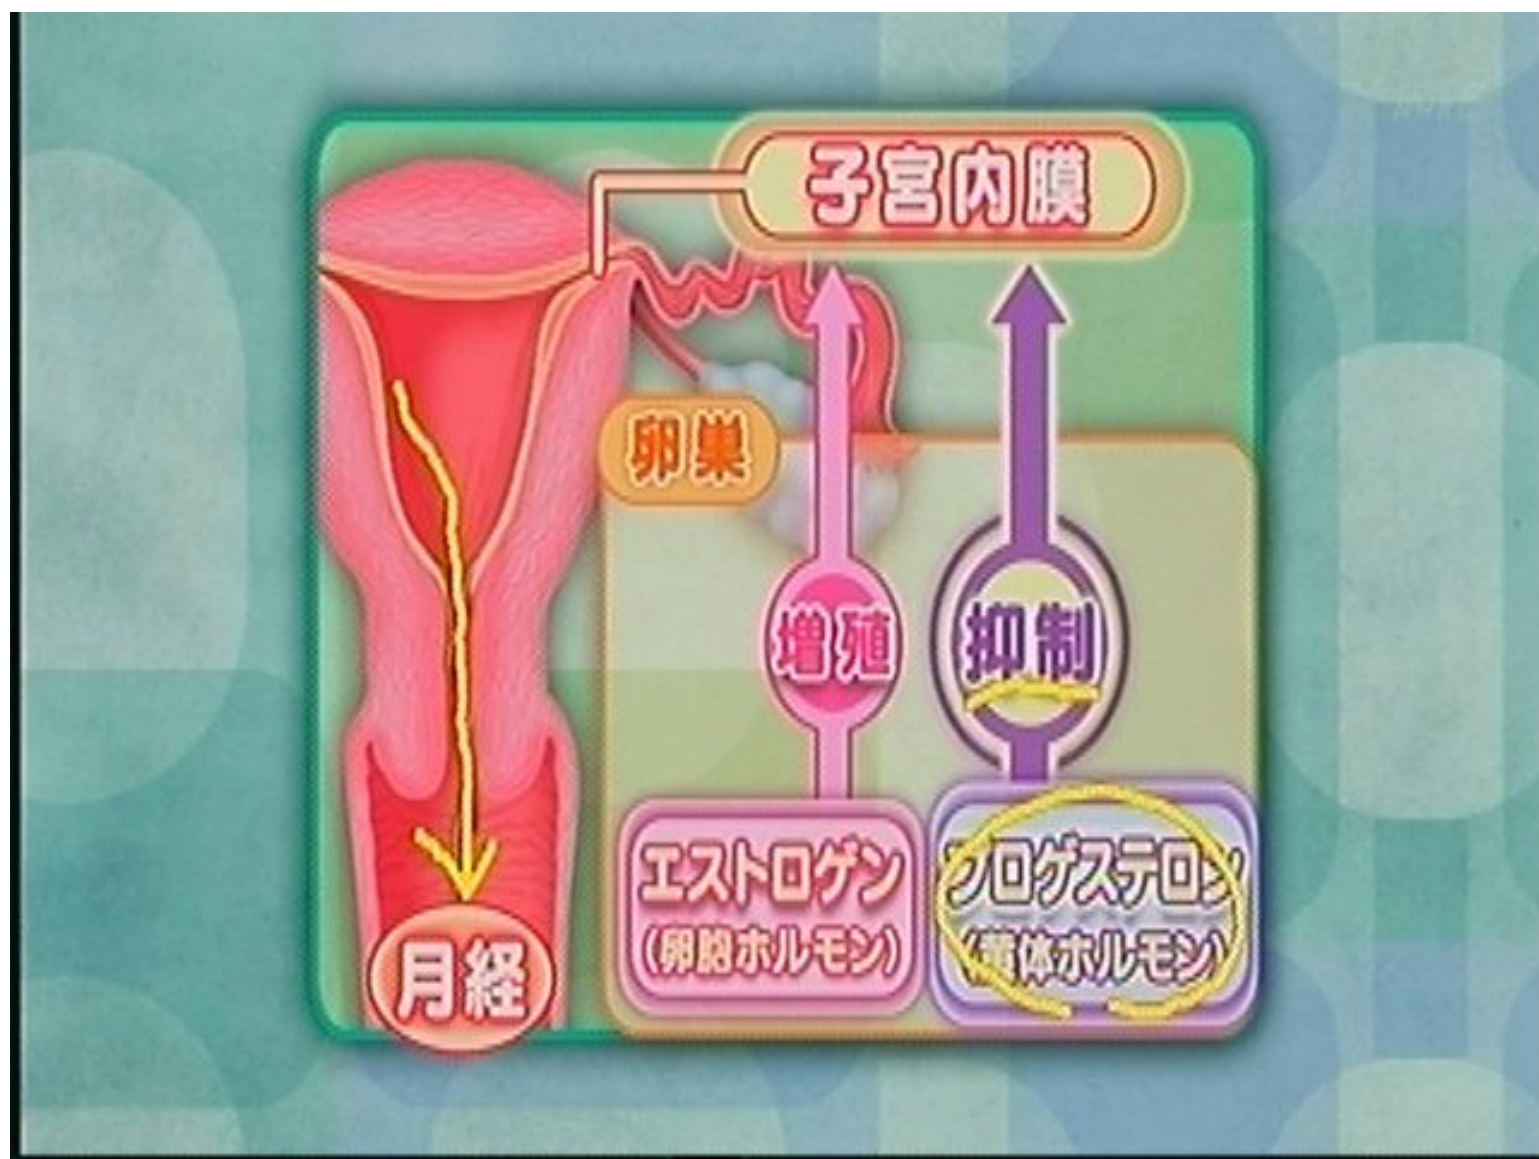 子宮内膜
卵巣
増殖
抑制
エストロゲン
(卵胞ホルモン)
プロゲステロン
(黄体ホルモン)
月経